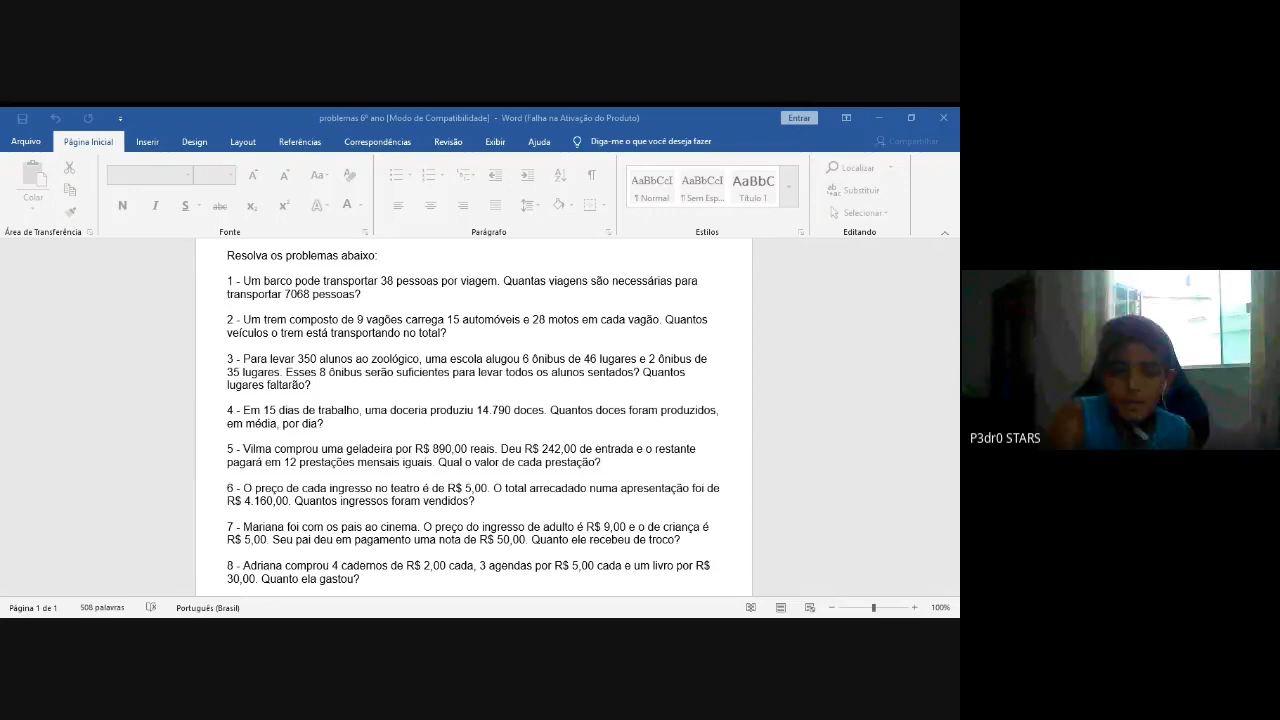 problemas 6º ano [Modo de Compatibilidade] - Word (Falha na Ativação do Produto)
Entrar
Arquivo
Página Inicial
Inserir
Design
Layout
Referências
Correspondências
Revisão
Exibir
Ajuda
Diga-me o que você deseja fazer
Compartilhar
Colar
Área de Transferência
N I S abc x₂ x² A A
Aa
Fonte
Parágrafo
AaBbCcI AaBbCcI AaBbC
¶ Normal ¶ Sem Esp... Título 1
Estilos
Localizar
Substituir
Selecionar
Editando
Resolva os problemas abaixo:
1 - Um barco pode transportar 38 pessoas por viagem. Quantas viagens são necessárias para
transportar 7068 pessoas?
2 - Um trem composto de 9 vagões carrega 15 automóveis e 28 motos em cada vagão. Quantos
veículos o trem está transportando no total?
3 - Para levar 350 alunos ao zoológico, uma escola alugou 6 ônibus de 46 lugares e 2 ônibus de
35 lugares. Esses 8 ônibus serão suficientes para levar todos os alunos sentados? Quantos
lugares faltarão?
4 - Em 15 dias de trabalho, uma doceria produziu 14.790 doces. Quantos doces foram produzidos,
em média, por dia?
5 - Vilma comprou uma geladeira por R$ 890,00 reais. Deu R$ 242,00 de entrada e o restante
pagará em 12 prestações mensais iguais. Qual o valor de cada prestação?
6 - O preço de cada ingresso no teatro é de R$ 5,00. O total arrecadado numa apresentação foi de
R$ 4.160,00. Quantos ingressos foram vendidos?
7 - Mariana foi com os pais ao cinema. O preço do ingresso de adulto é R$ 9,00 e o de criança é
R$ 5,00. Seu pai deu em pagamento uma nota de R$ 50,00. Quanto ele recebeu de troco?
8 - Adriana comprou 4 cadernos de R$ 2,00 cada, 3 agendas por R$ 5,00 cada e um livro por R$
30,00. Quanto ela gastou?
Página 1 de 1
508 palavras
Português (Brasil)
100%
P3dr0 STARS